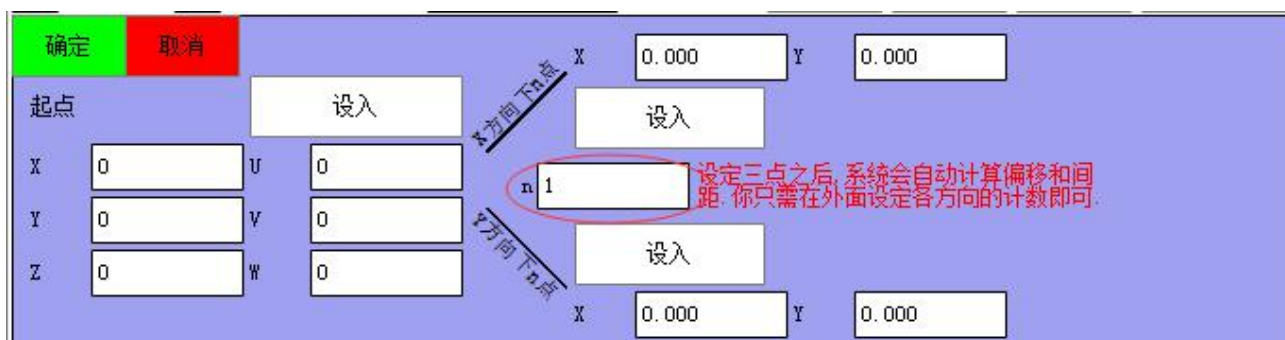 确定 取消
X 0.000 Y 0.000
X方向下n点
起点 设入 设入
X 0 U 0
n 1 设定三点之后, 系统会自动计算偏移和间
距. 你只需在外面设定各方向的计数即可.
Y 0 V 0
Y方向下n点
设入
Z 0 W 0
X 0.000 Y 0.000